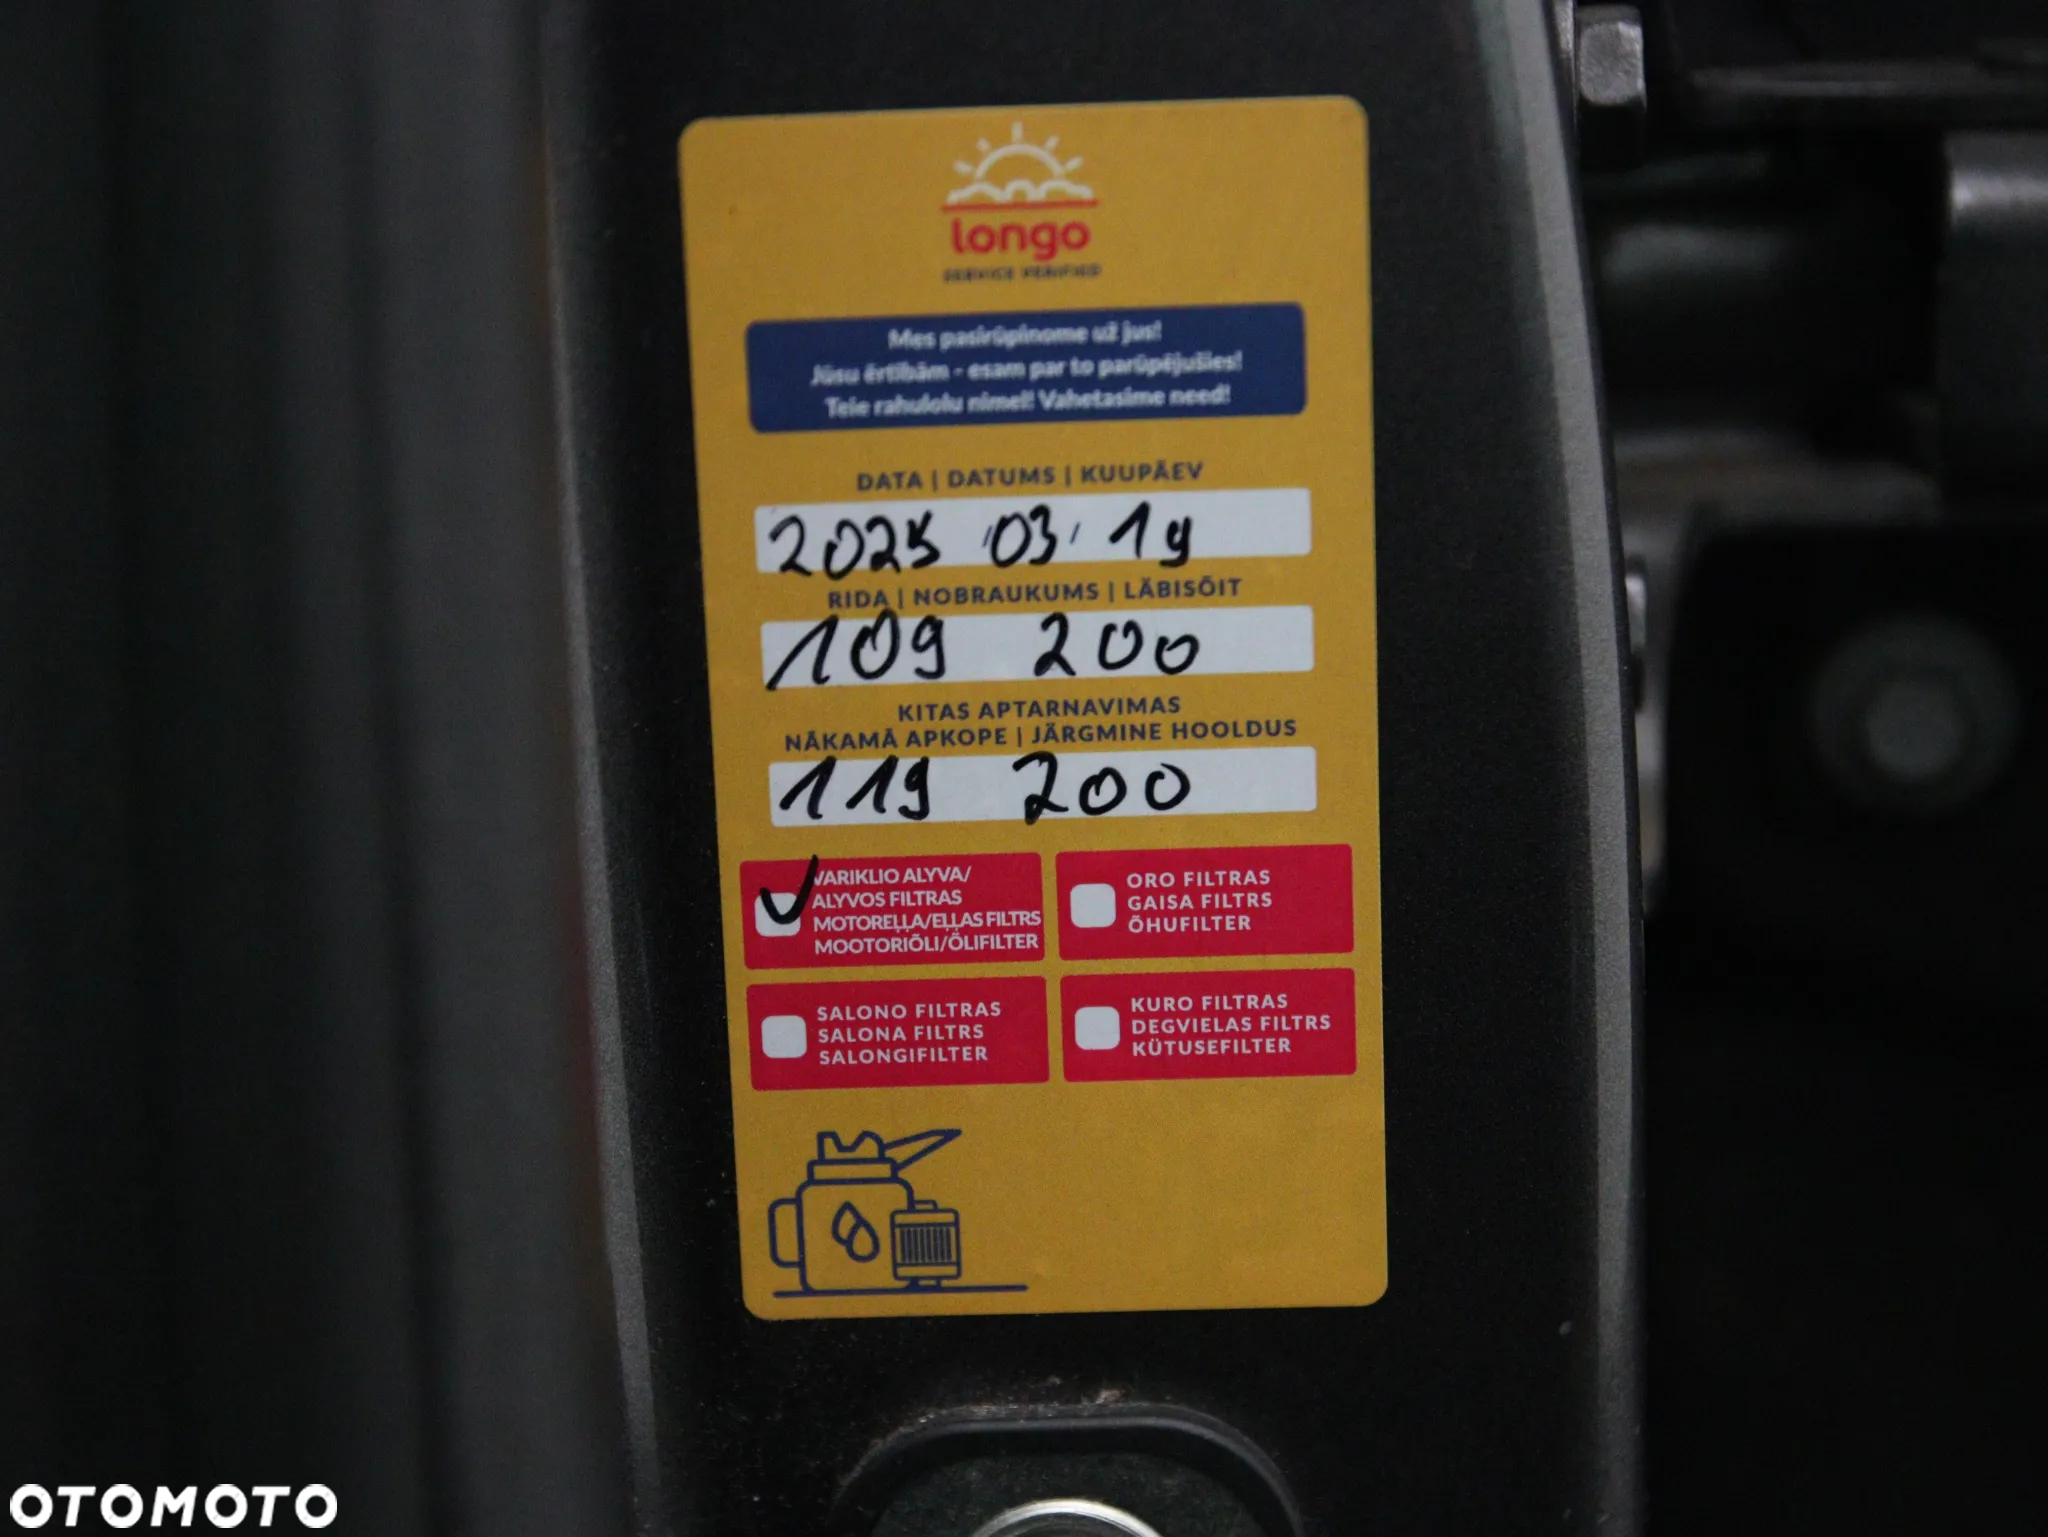 longo
SERVICE VERIFIED
Mes pasirūpinome už jus!
Jūsu ērtībām - esam par to parūpējušies!
Teie rahulolu nimel! Vahetasime need!
DATA | DATUMS | KUUPÄEV
2025 03 19
RIDA | NOBRAUKUMS | LÄBISÕIT
109 200
KITAS APTARNAVIMAS
NĀKAMĀ APKOPE | JÄRGMINE HOOLDUS
119 200
VARIKLIO ALYVA/
ALYVOS FILTRAS
MOTOREĻĻA/EĻĻAS FILTRS
MOOTORIÕLI/ÕLIFILTER
ORO FILTRAS
GAISA FILTRS
ÕHUFILTER
SALONO FILTRAS
SALONA FILTRS
SALONGIFILTER
KURO FILTRAS
DEGVIELAS FILTRS
KÜTUSEFILTER
OTOMOTO